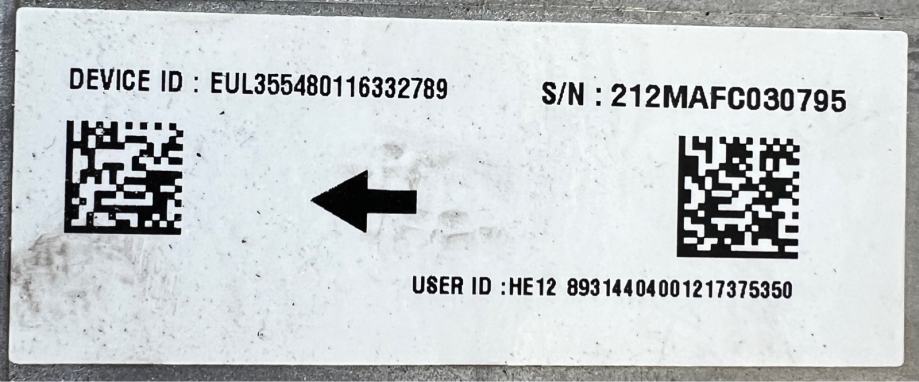 DEVICE ID : EUL355480116332789
S/N : 212MAFC030795
USER ID :HE12 89314404001217375350